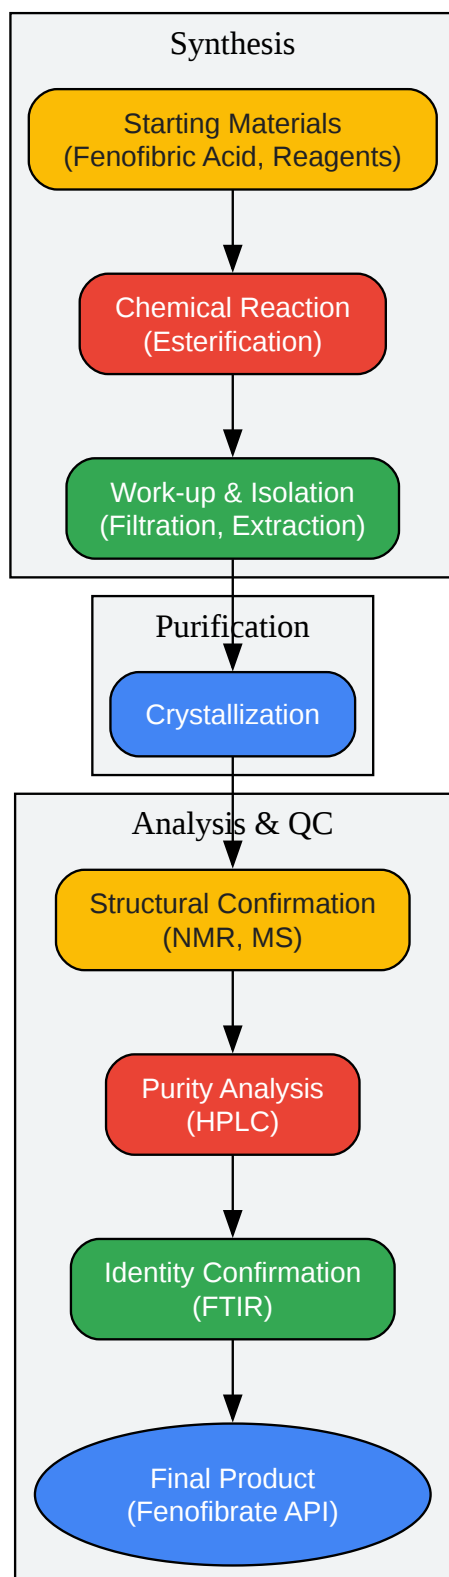 Synthesis
Starting Materials
(Fenofibric Acid, Reagents)
Chemical Reaction
(Esterification)
Work-up & Isolation
(Filtration, Extraction)
Purification
Crystallization
Analysis & QC
Structural Confirmation
(NMR, MS)
Purity Analysis
(HPLC)
Identity Confirmation
(FTIR)
Final Product
(Fenofibrate API)